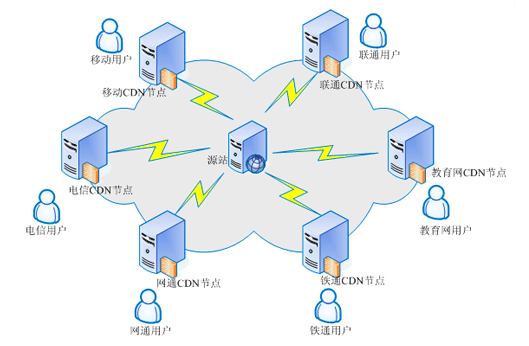 联通用户
移动用户
移动CDN节点
联通CDN节点
源站
电信CDN节点
教育网CDN节点
电信用户
教育网用户
网通CDN节点
铁通CDN节点
网通用户
铁通用户